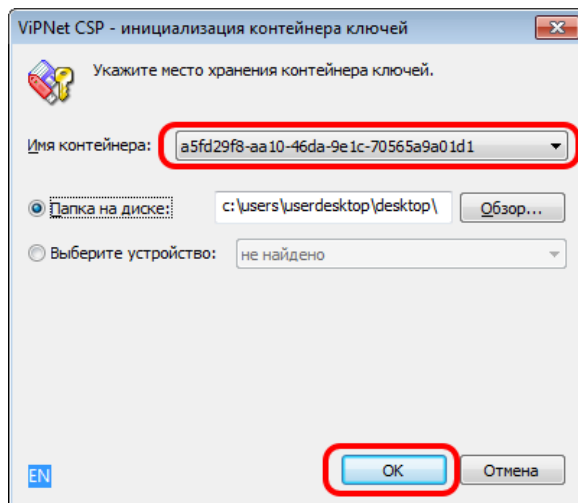 ViPNet CSP - инициализация контейнера ключей
Укажите место хранения контейнера ключей.
Имя контейнера: a5fd29f8-aa10-46da-9e1c-70565a9a01d1
Папка на диске: c:\users\userdesktop\desktop\ Обзор...
Выберите устройство: не найдено
EN OK Отмена